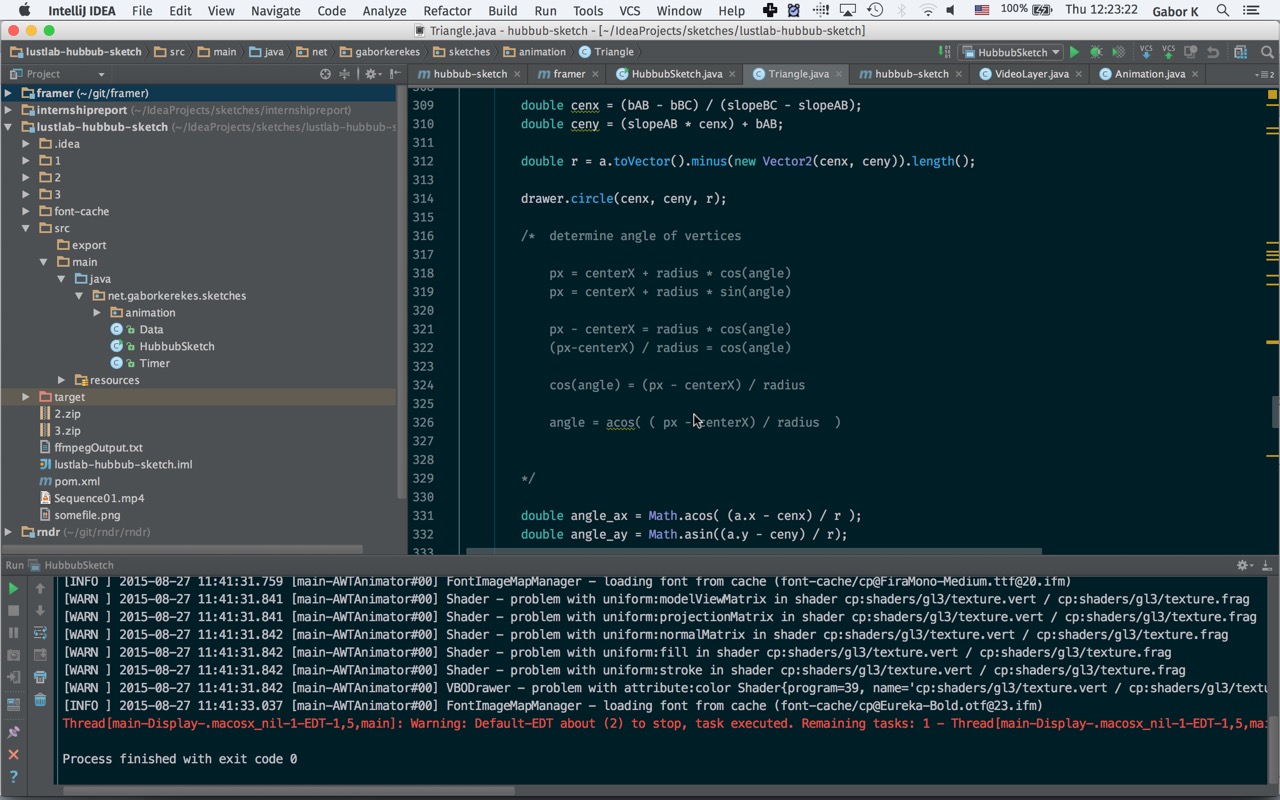 IntelliJ IDEA File Edit View Navigate Code Analyze Refactor Build Run Tools VCS Window Help 100% Thu 12:23:22 Gabor K
Triangle.java - hubbub-sketch - [~/IdeaProjects/sketches/lustlab-hubbub-sketch]
lustlab-hubbub-sketch src main java net gaborkerekes sketches animation Triangle HubbubSketch VCS VCS
Project hubbub-sketch framer HubbubSketch.java Triangle.java hubbub-sketch VideoLayer.java Animation.java
framer (~/git/framer)
internshipreport (~/IdeaProjects/sketches/internshipreport)
lustlab-hubbub-sketch (~/IdeaProjects/sketches/lustlab-hubbub-s
.idea
1
2
3
font-cache
src
export
main
java
net.gaborkerekes.sketches
animation
Data
HubbubSketch
Timer
resources
target
2.zip
3.zip
ffmpegOutput.txt
lustlab-hubbub-sketch.iml
pom.xml
Sequence01.mp4
somefile.png
rndr (~/git/rndr/rndr)
308
309 double cenx = (bAB - bBC) / (slopeBC - slopeAB);
310 double ceny = (slopeAB * cenx) + bAB;
311
312 double r = a.toVector().minus(new Vector2(cenx, ceny)).length();
313
314 drawer.circle(cenx, ceny, r);
315
316 /* determine angle of vertices
317
318 px = centerX + radius * cos(angle)
319 px = centerX + radius * sin(angle)
320
321 px - centerX = radius * cos(angle)
322 (px-centerX) / radius = cos(angle)
323
324 cos(angle) = (px - centerX) / radius
325
326 angle = acos( ( px - centerX) / radius )
327
328
329 */
330
331 double angle_ax = Math.acos( (a.x - cenx) / r );
332 double angle_ay = Math.asin((a.y - ceny) / r);
333
Run HubbubSketch
[INFO ] 2015-08-27 11:41:31.759 [main-AWTAnimator#00] FontImageMapManager - loading font from cache (font-cache/cp@FiraMono-Medium.ttf@20.ifm)
[WARN ] 2015-08-27 11:41:31.841 [main-AWTAnimator#00] Shader - problem with uniform:modelViewMatrix in shader cp:shaders/gl3/texture.vert / cp:shaders/gl3/texture.frag
[WARN ] 2015-08-27 11:41:31.841 [main-AWTAnimator#00] Shader - problem with uniform:projectionMatrix in shader cp:shaders/gl3/texture.vert / cp:shaders/gl3/texture.frag
[WARN ] 2015-08-27 11:41:31.842 [main-AWTAnimator#00] Shader - problem with uniform:normalMatrix in shader cp:shaders/gl3/texture.vert / cp:shaders/gl3/texture.frag
[WARN ] 2015-08-27 11:41:31.842 [main-AWTAnimator#00] Shader - problem with uniform:fill in shader cp:shaders/gl3/texture.vert / cp:shaders/gl3/texture.frag
[WARN ] 2015-08-27 11:41:31.842 [main-AWTAnimator#00] Shader - problem with uniform:stroke in shader cp:shaders/gl3/texture.vert / cp:shaders/gl3/texture.frag
[WARN ] 2015-08-27 11:41:31.842 [main-AWTAnimator#00] VBODrawer - problem with attribute:color Shader{program=39, name='cp:shaders/gl3/texture.vert / cp:shaders/gl3/textu
[INFO ] 2015-08-27 11:41:33.037 [main-AWTAnimator#00] FontImageMapManager - loading font from cache (font-cache/cp@Eureka-Bold.otf@23.ifm)
Thread[main-Display-.macosx_nil-1-EDT-1,5,main]: Warning: Default-EDT about (2) to stop, task executed. Remaining tasks: 1 - Thread[main-Display-.macosx_nil-1-EDT-1,5,mai
Process finished with exit code 0